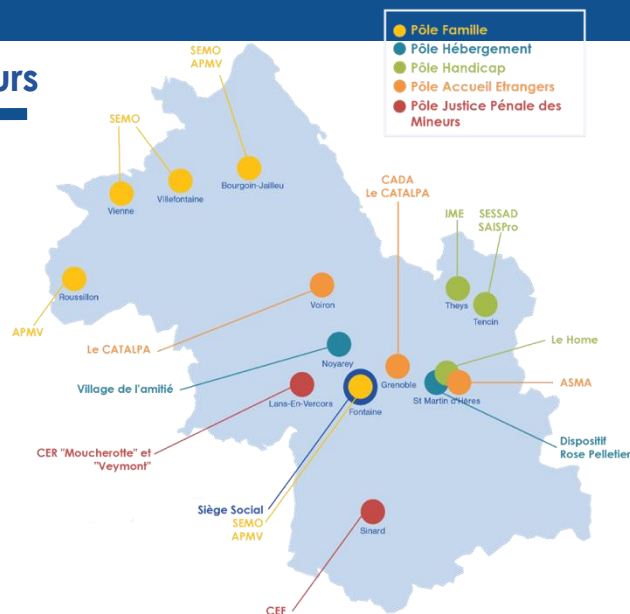 urs
Pôle Famille
Pôle Hébergement
Pôle Handicap
Pôle Accueil Etrangers
Pôle Justice Pénale des
Mineurs
SEMO
APMV
SEMO
Bourgoin-Jailleu
Villefontaine
Vienne
CADA
Le CATALPA
IME
SESSAD
SAISPro
Roussillon
Voiron
Theys
Tencin
APMV
Le CATALPA
Noyarey
Le Home
Village de l'amitié
Lans-En-Vercors
Fontaine
Grenoble
St Martin d'Hères
ASMA
CER "Moucherotte" et
"Veymont"
Dispositif
Rose Pelletier
Siège Social
SEMO
APMV
Sinard
CEF